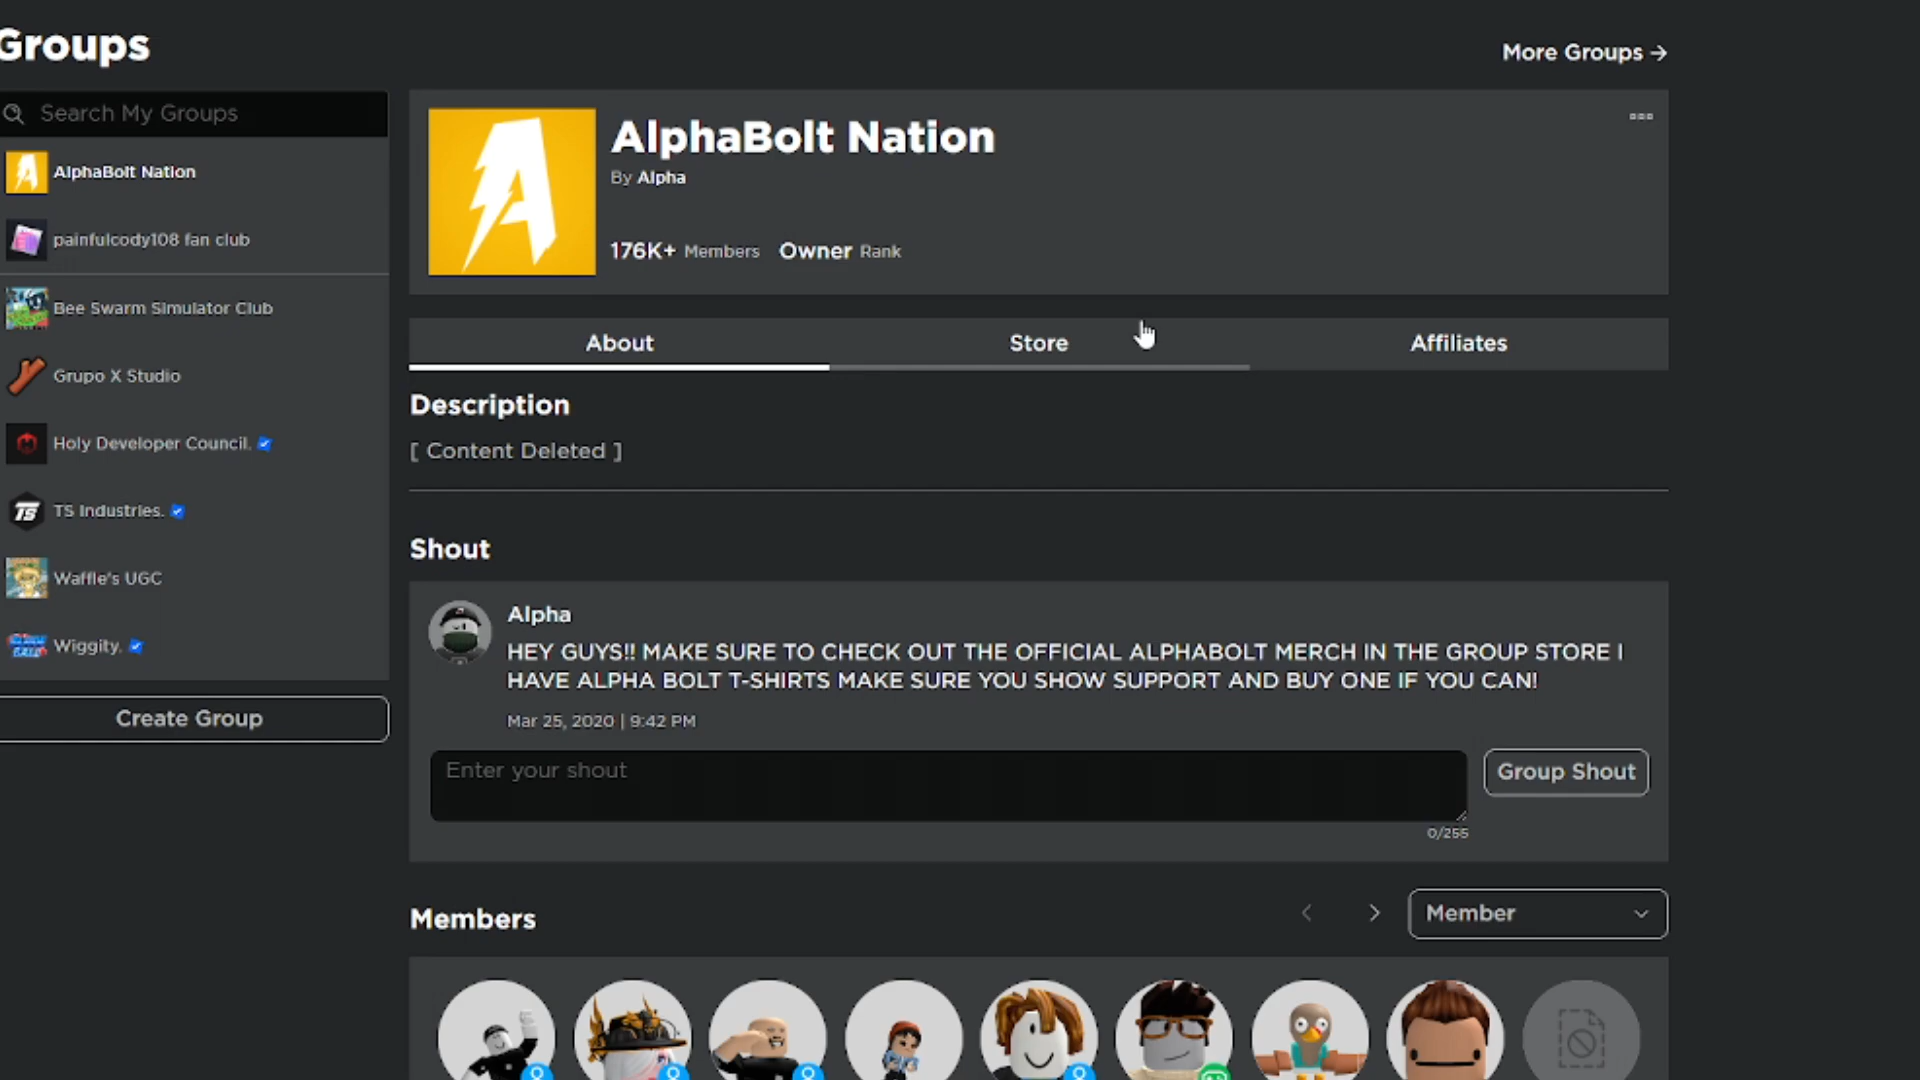 Groups
More Groups →
Search My Groups
AlphaBolt Nation
painfulcody108 fan club
Bee Swarm Simulator Club
Grupo X Studio
Holy Developer Council.
TS Industries.
Waffle's UGC
Wiggity.
Create Group
AlphaBolt Nation
By Alpha
176K+ Members Owner Rank
About Store Affiliates
Description
[ Content Deleted ]
Shout
Alpha
HEY GUYS!! MAKE SURE TO CHECK OUT THE OFFICIAL ALPHABOLT MERCH IN THE GROUP STORE I
HAVE ALPHA BOLT T-SHIRTS MAKE SURE YOU SHOW SUPPORT AND BUY ONE IF YOU CAN!
Mar 25, 2020 | 9:42 PM
Enter your shout
Group Shout
0/255
Members
Member